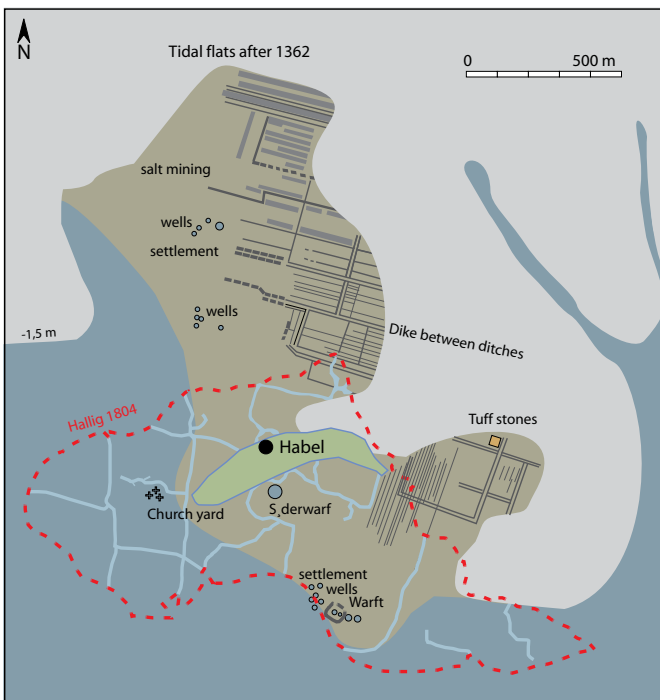 N
Tidal flats after 1362
0 500 m
salt mining
wells
settlement
wells
-1,5 m
Dike between ditches
Hallig 1804
Tuff stones
Habel
Church yard
S¸derwarf
settlement
wells
Warft